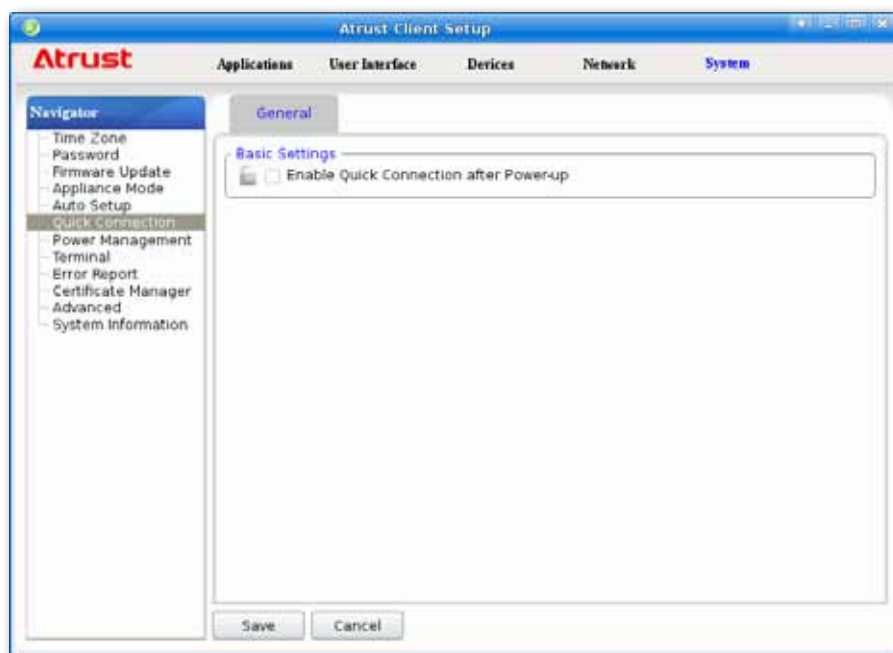 Atrust Client Setup
Atrust
Applications User Interface Devices Network System
Navigator
Time Zone
Password
Firmware Update
Appliance Mode
Auto Setup
Quick Connection
Power Management
Terminal
Error Report
Certificate Manager
Advanced
System Information
General
Basic Settings
Enable Quick Connection after Power-up
Save Cancel